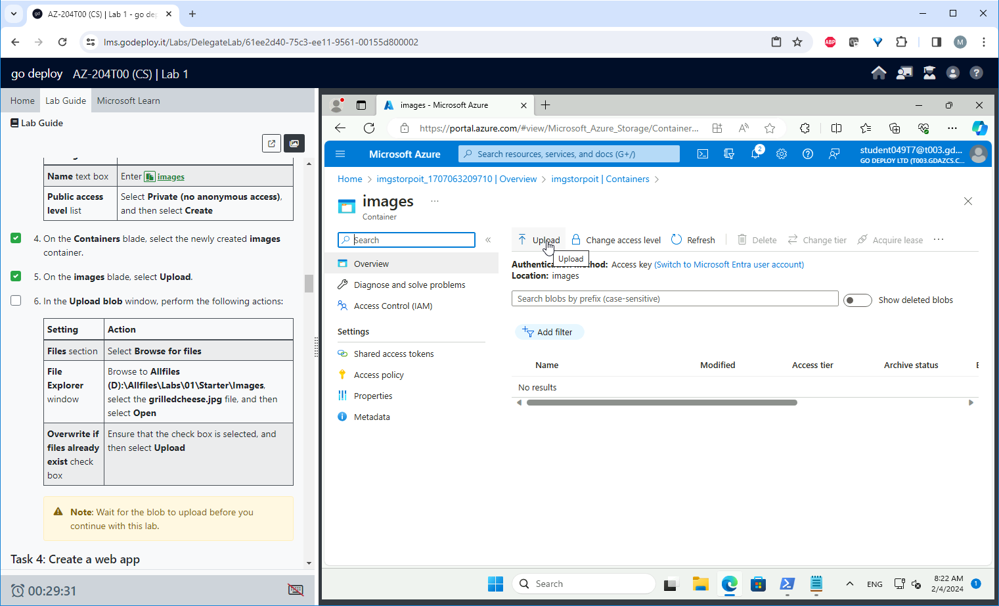 AZ-204T00 (CS) | Lab 1 - go de
lms.godeploy.it/Labs/DelegateLab/61ee2d40-75c3-ee11-9561-00155d800002
ABP
M
go deploy AZ-204T00 (CS) | Lab 1
Home Lab Guide Microsoft Learn
Lab Guide
Name text box Enter images
Public access level list
Select Private (no anonymous access), and then select Create
4. On the Containers blade, select the newly created images
container.
5. On the images blade, select Upload.
6. In the Upload blob window, perform the following actions:
Setting Action
Files section Select Browse for files
File Explorer window
Browse to Allfiles
(D):\Allfiles\Labs\01\Starter\Images,
select the grilledcheese.jpg file, and then
select Open
Overwrite if files already exist check box
Ensure that the check box is selected, and
then select Upload
Note: Wait for the blob to upload before you
continue with this lab.
Task 4: Create a web app
00:29:31
images - Microsoft Azure
https://portal.azure.com/#view/Microsoft_Azure_Storage/Container...
Microsoft Azure
Search resources, services, and docs (G+/)
2
student049T7@t003.gd...
GO DEPLOY LTD (T003.GDAZCS.C...
Home > imgstorpoit_1707063209710 | Overview > imgstorpoit | Containers >
images ...
Container
Search
Overview
Diagnose and solve problems
Access Control (IAM)
Settings
Shared access tokens
Access policy
Properties
Metadata
Upload Change access level Refresh Delete Change tier Acquire lease ...
Upload
Method: Access key (Switch to Microsoft Entra user account)
Location: images
Search blobs by prefix (case-sensitive)
Show deleted blobs
Add filter
Name Modified Access tier Archive status
No results
Search
ENG
8:22 AM
2/4/2024
1